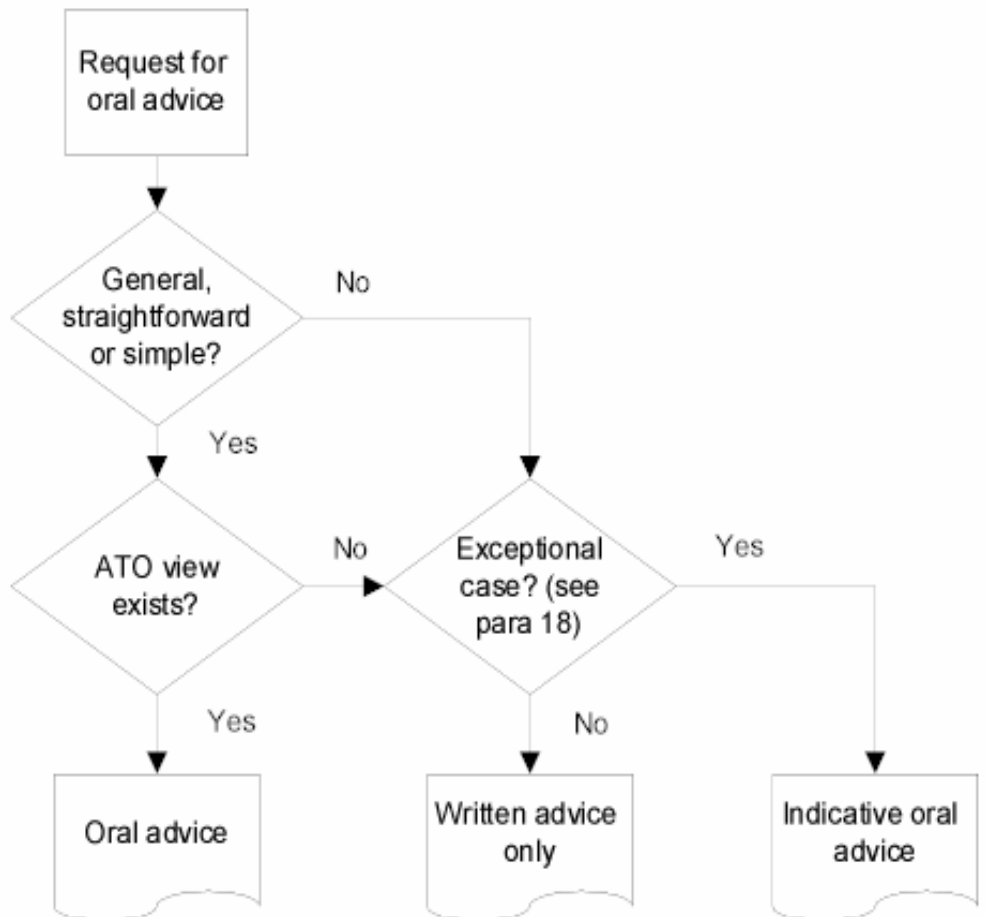 Request for
oral advice
General,
straightforward
or simple?
No
Yes
ATO view
exists?
No
Exceptional
case? (see
para 18)
Yes
Yes
No
Oral advice
Written advice
only
Indicative oral
advice